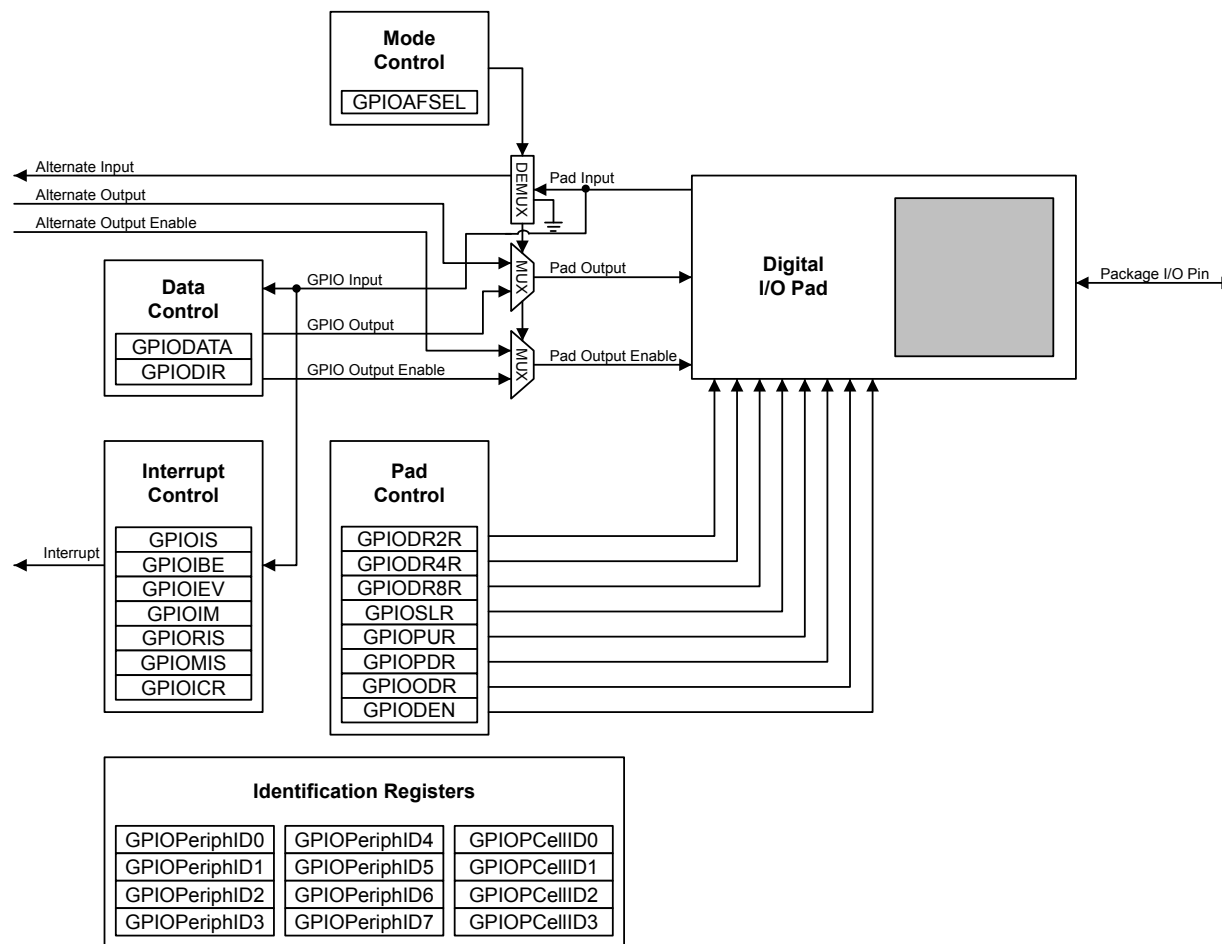 Mode
Control
GPIOAFSEL
Alternate Input
Alternate Output
Alternate Output Enable
DEMUX
Pad Input
MUX
Pad Output
MUX
Pad Output Enable
Digital
I/O Pad
Package I/O Pin
Data
Control
GPIODATA
GPIODIR
GPIO Input
GPIO Output
GPIO Output Enable
Interrupt
Control
GPIOIS
GPIOIBE
GPIOIEV
GPIOIM
GPIORIS
GPIOMIS
GPIOICR
Interrupt
Pad
Control
GPIODR2R
GPIODR4R
GPIODR8R
GPIOSLR
GPIOPUR
GPIOPDR
GPIOODR
GPIODEN
Identification Registers
GPIOPeriphID0 GPIOPeriphID4 GPIOPCellID0
GPIOPeriphID1 GPIOPeriphID5 GPIOPCellID1
GPIOPeriphID2 GPIOPeriphID6 GPIOPCellID2
GPIOPeriphID3 GPIOPeriphID7 GPIOPCellID3